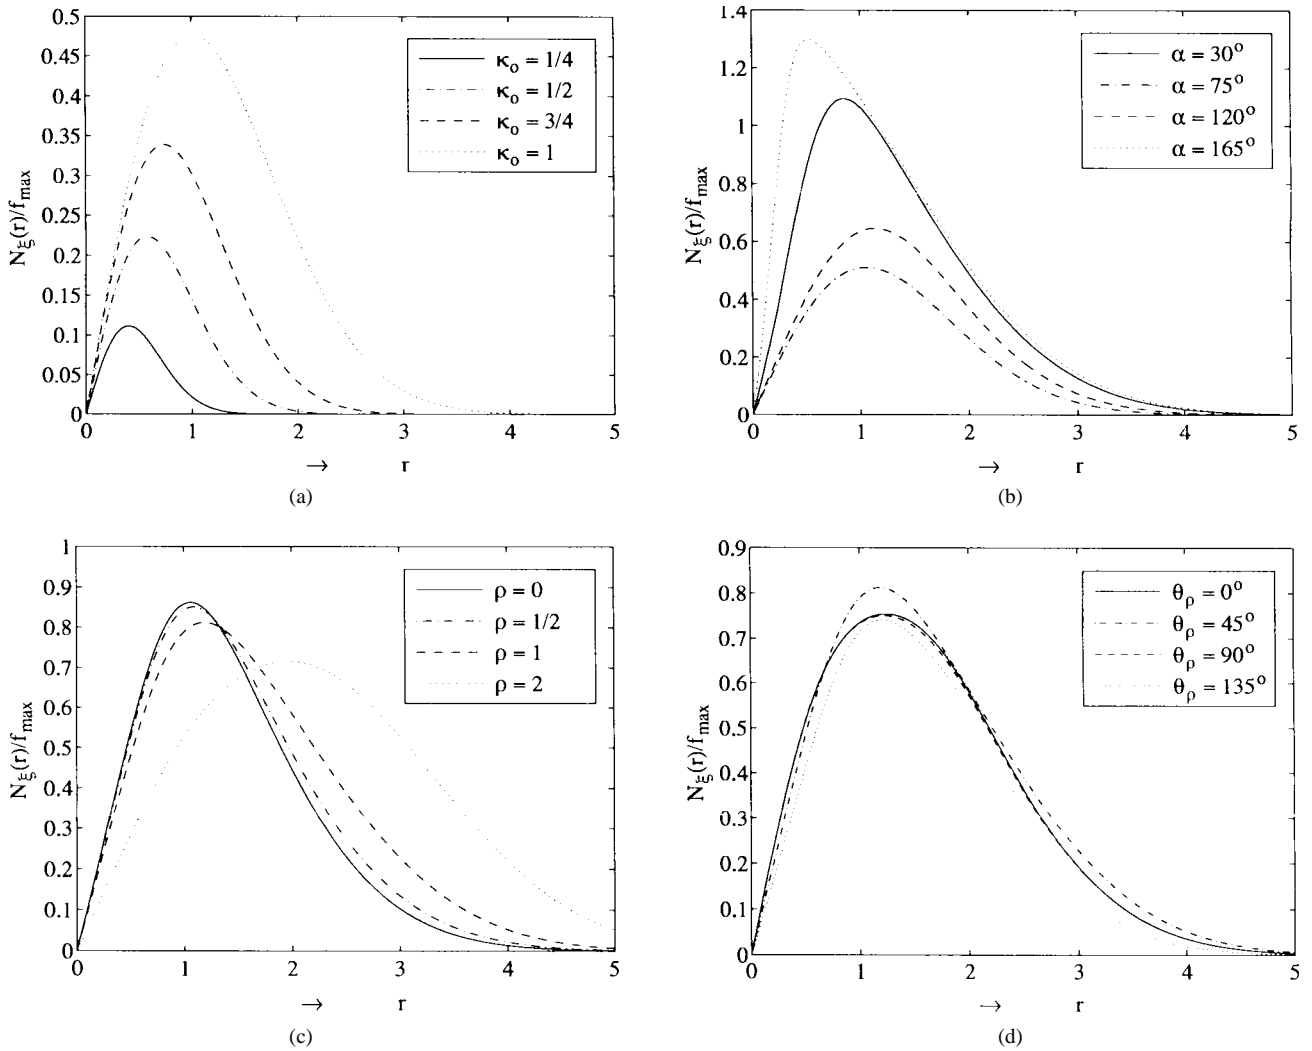 0.5
0.45
0.4
0.35
0.3
0.25
0.2
0.15
0.1
0.05
0
N_ξ(r)/f_max
κ_o = 1/4
κ_o = 1/2
κ_o = 3/4
κ_o = 1
0 1 2 3 4 5
→ r
(a)
1.4
1.2
1
0.8
0.6
0.4
0.2
0
N_ξ(r)/f_max
α = 30°
α = 75°
α = 120°
α = 165°
0 1 2 3 4 5
→ r
(b)
1
0.9
0.8
0.7
0.6
0.5
0.4
0.3
0.2
0.1
0
N_ξ(r)/f_max
ρ = 0
ρ = 1/2
ρ = 1
ρ = 2
0 1 2 3 4 5
→ r
(c)
0.9
0.8
0.7
0.6
0.5
0.4
0.3
0.2
0.1
0
N_ξ(r)/f_max
θ_ρ = 0°
θ_ρ = 45°
θ_ρ = 90°
θ_ρ = 135°
0 1 2 3 4 5
→ r
(d)